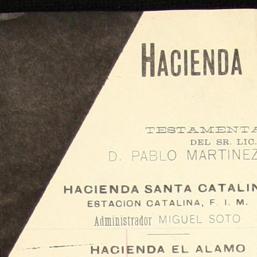 HACIENDA
TESTAMENTA
DEL SR. LIC.
D. PABLO MARTINEZ
HACIENDA SANTA CATALIN
ESTACION CATALINA, F. I. M.
Administrador MIGUEL SOTO
HACIENDA EL ALAMO